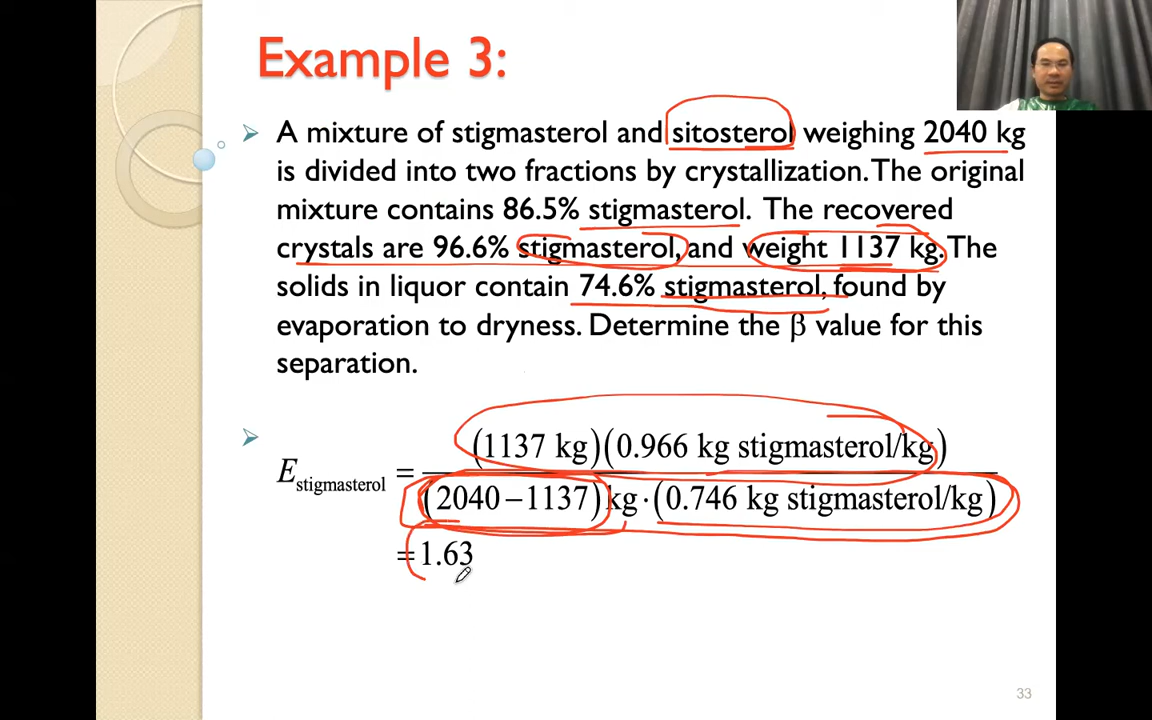 Example 3:
A mixture of stigmasterol and sitosterol weighing 2040 kg
is divided into two fractions by crystallization. The original
mixture contains 86.5% stigmasterol. The recovered
crystals are 96.6% stigmasterol, and weight 1137 kg. The
solids in liquor contain 74.6% stigmasterol, found by
evaporation to dryness. Determine the β value for this
separation.
(1137 kg)(0.966 kg stigmasterol/kg)
E stigmasterol =
(2040 − 1137) kg · (0.746 kg stigmasterol/kg)
= 1.63
33